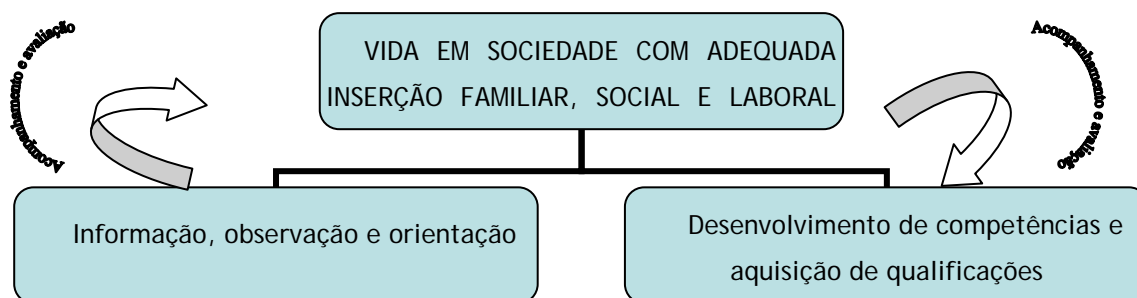 Acompanhamento e avaliação
Acompanhamento e avaliação
VIDA EM SOCIEDADE COM ADEQUADA
INSERÇÃO FAMILIAR, SOCIAL E LABORAL
Informação, observação e orientação
Desenvolvimento de competências e
aquisição de qualificações